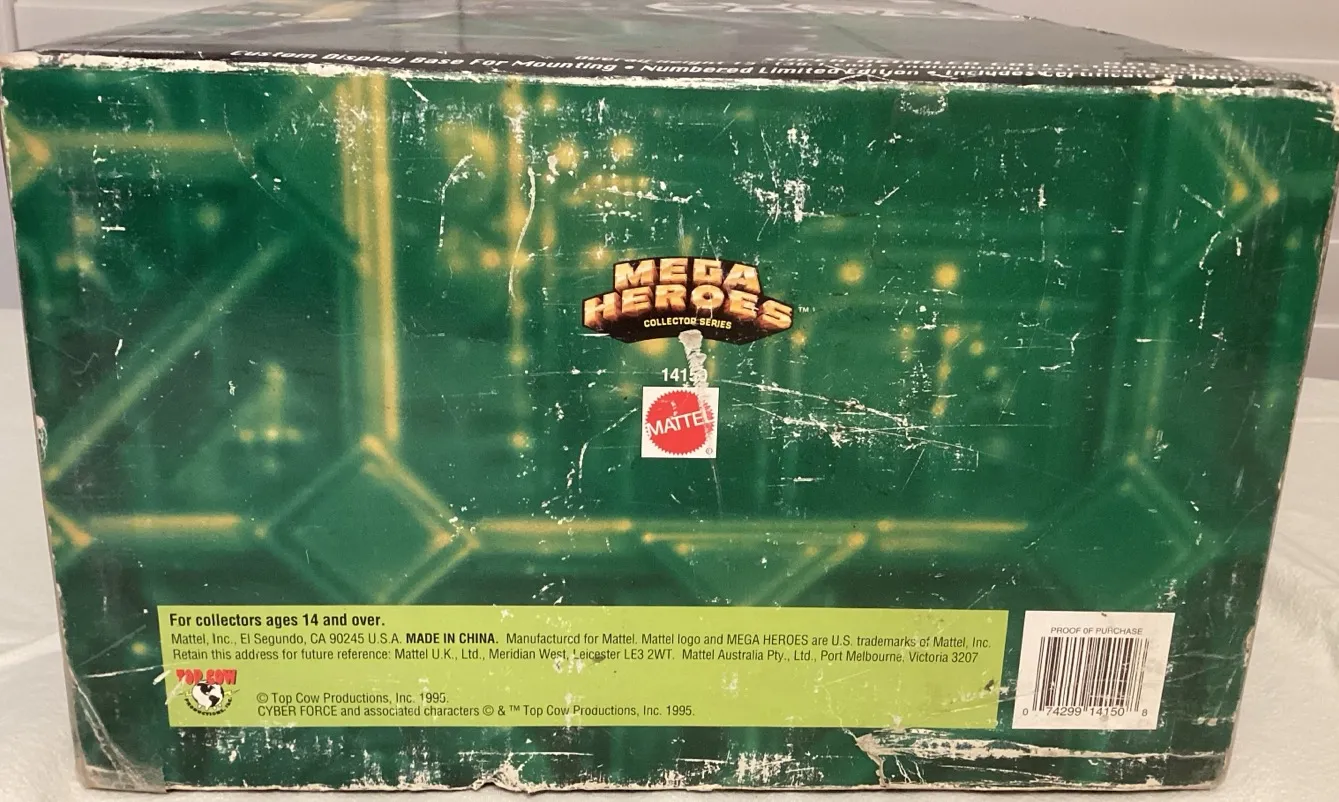 Custom Display Base For Mounting • Numbered Limited Edition •
MEGA
HEROES™
COLLECTOR SERIES
14150
MATTEL®
For collectors ages 14 and over.
Mattel, Inc., El Segundo, CA 90245 U.S.A. MADE IN CHINA. Manufactured for Mattel. Mattel logo and MEGA HEROES are U.S. trademarks of Mattel, Inc.
Retain this address for future reference: Mattel U.K., Ltd., Meridian West, Leicester LE3 2WT. Mattel Australia Pty., Ltd., Port Melbourne, Victoria 3207
TOP COW
PRODUCTIONS, INC.
© Top Cow Productions, Inc. 1995.
CYBER FORCE and associated characters © & ™ Top Cow Productions, Inc. 1995.
PROOF OF PURCHASE
0 74299 14150 8